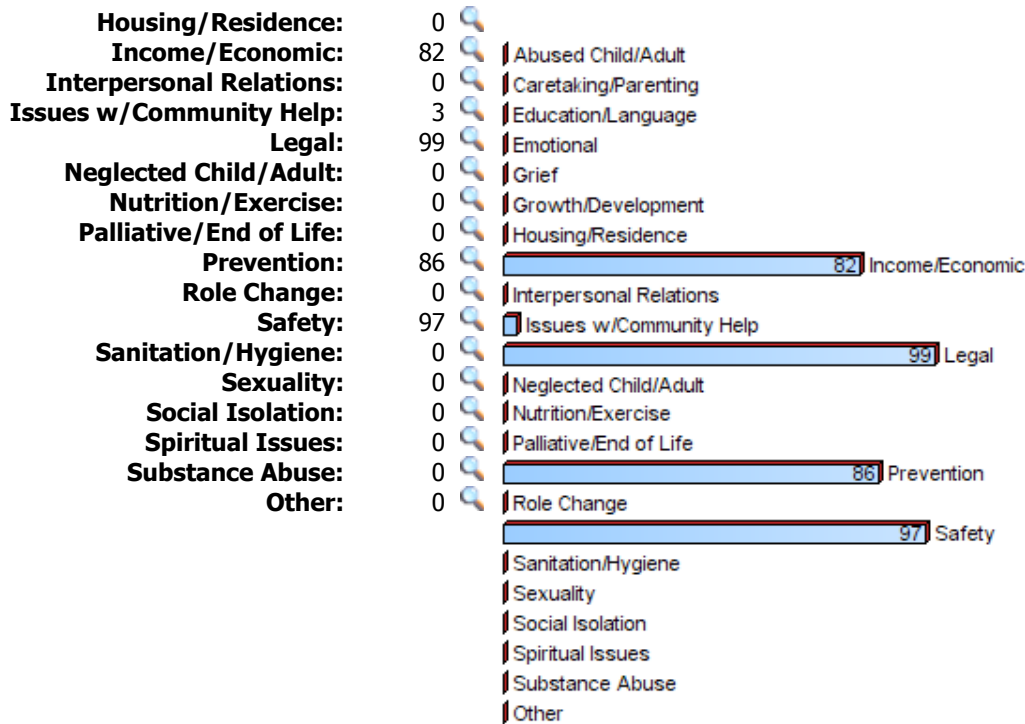 Housing/Residence: 0
Income/Economic: 82
Interpersonal Relations: 0
Issues w/Community Help: 3
Legal: 99
Neglected Child/Adult: 0
Nutrition/Exercise: 0
Palliative/End of Life: 0
Prevention: 86
Role Change: 0
Safety: 97
Sanitation/Hygiene: 0
Sexuality: 0
Social Isolation: 0
Spiritual Issues: 0
Substance Abuse: 0
Other: 0
Abused Child/Adult
Caretaking/Parenting
Education/Language
Emotional
Grief
Growth/Development
Housing/Residence
82 Income/Economic
Interpersonal Relations
Issues w/Community Help
99 Legal
Neglected Child/Adult
Nutrition/Exercise
Palliative/End of Life
86 Prevention
Role Change
97 Safety
Sanitation/Hygiene
Sexuality
Social Isolation
Spiritual Issues
Substance Abuse
Other